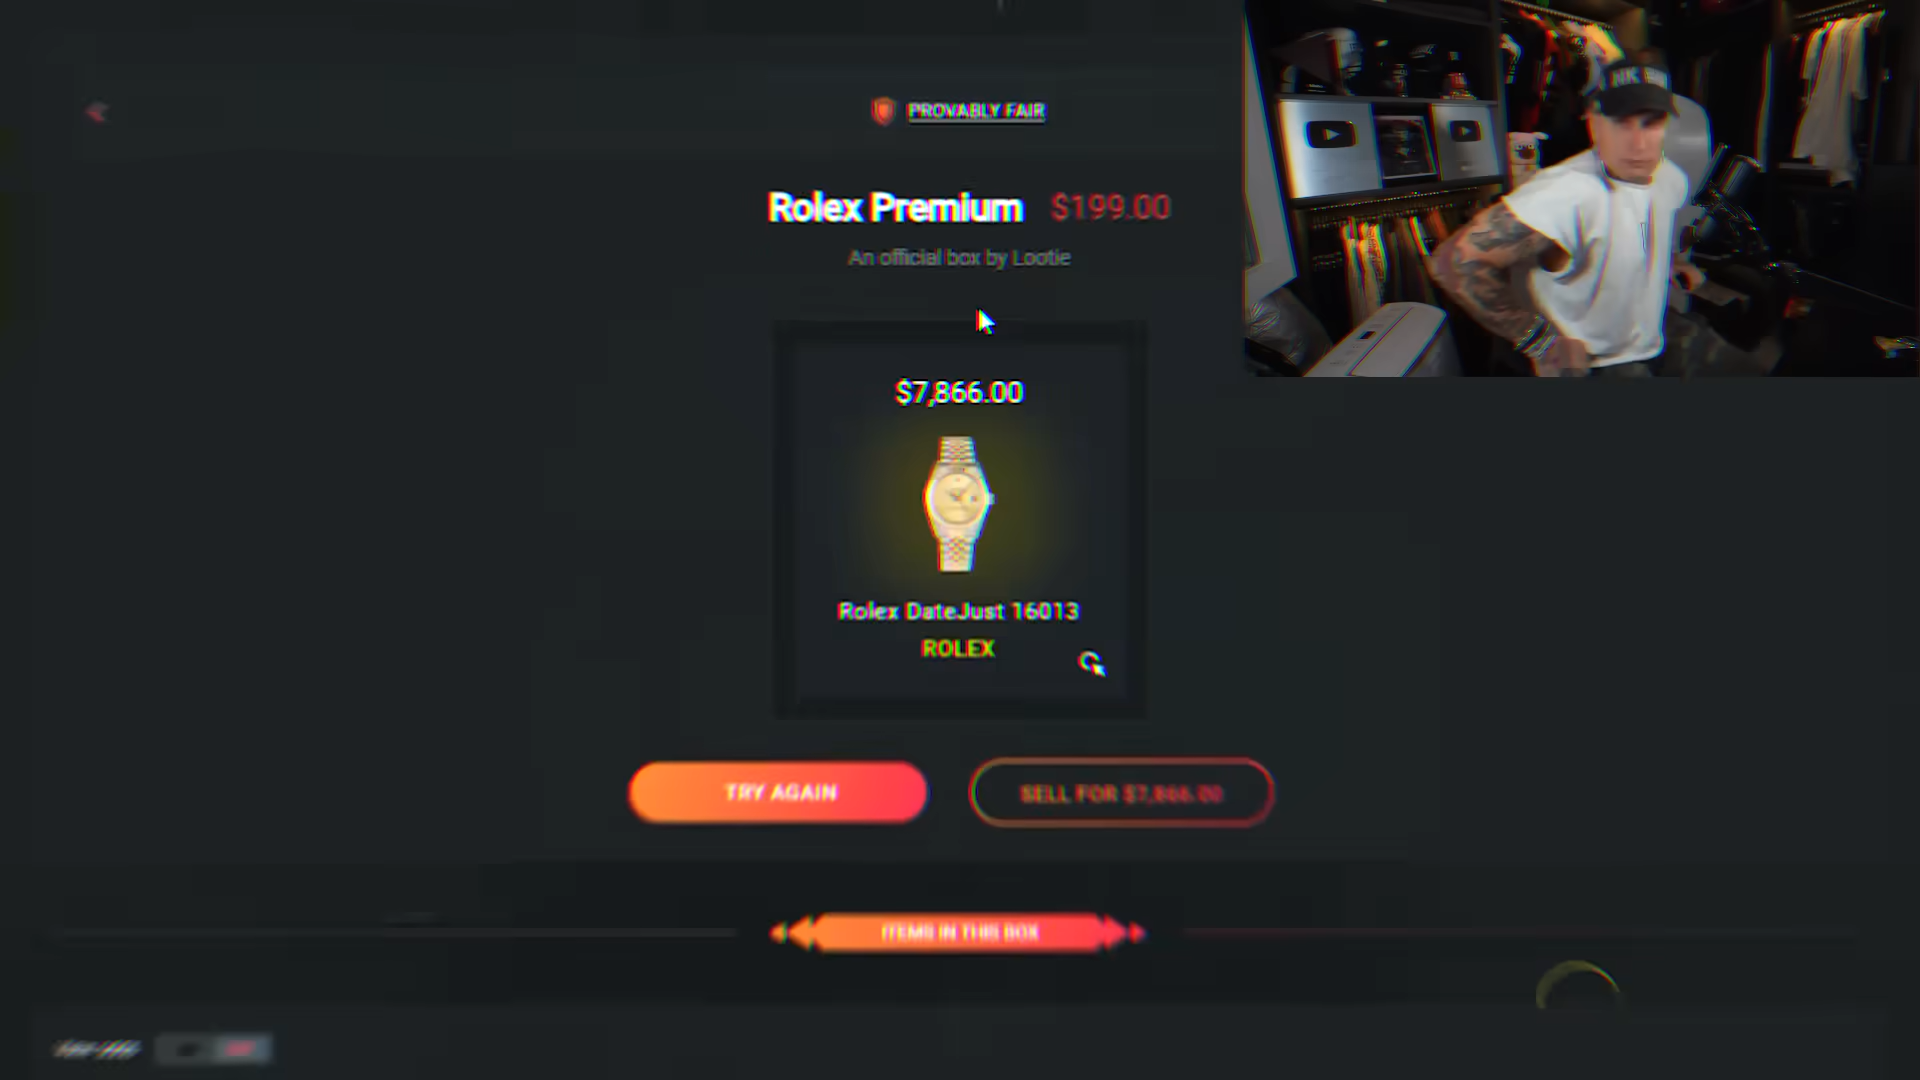 PROVABLY FAIR
Rolex Premium $199.00
An official box by Lootie
$7,866.00
Rolex DateJust 16013
ROLEX
TRY AGAIN
SELL FOR $7,866.00
ITEMS IN THIS BOX